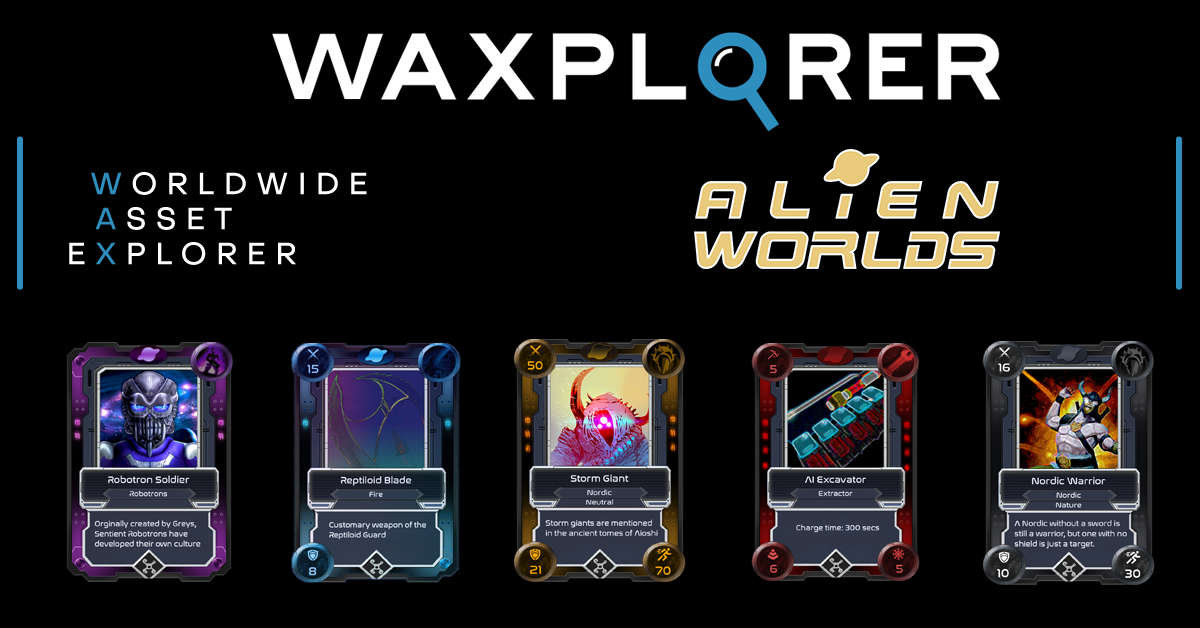 WAXPLORER
WORLDWIDE
ASSET
EXPLORER
ALIEN
WORLDS
Robotron Soldier
Robotrons
Orginally created by Greys,
Sentient Robotrons have
developed their own culture
15
Reptiloid Blade
Fire
Customary weapon of the
Reptiloid Guard
8
50
Storm Giant
Nordic
Neutral
Storm giants are mentioned
in the ancient tomes of Aioshi
21
70
5
AI Excavator
Extractor
Charge time: 300 secs
6
5
16
Nordic Warrior
Nordic
Nature
A Nordic without a sword is
still a warrior, but one with no
shield is just a target.
10
30